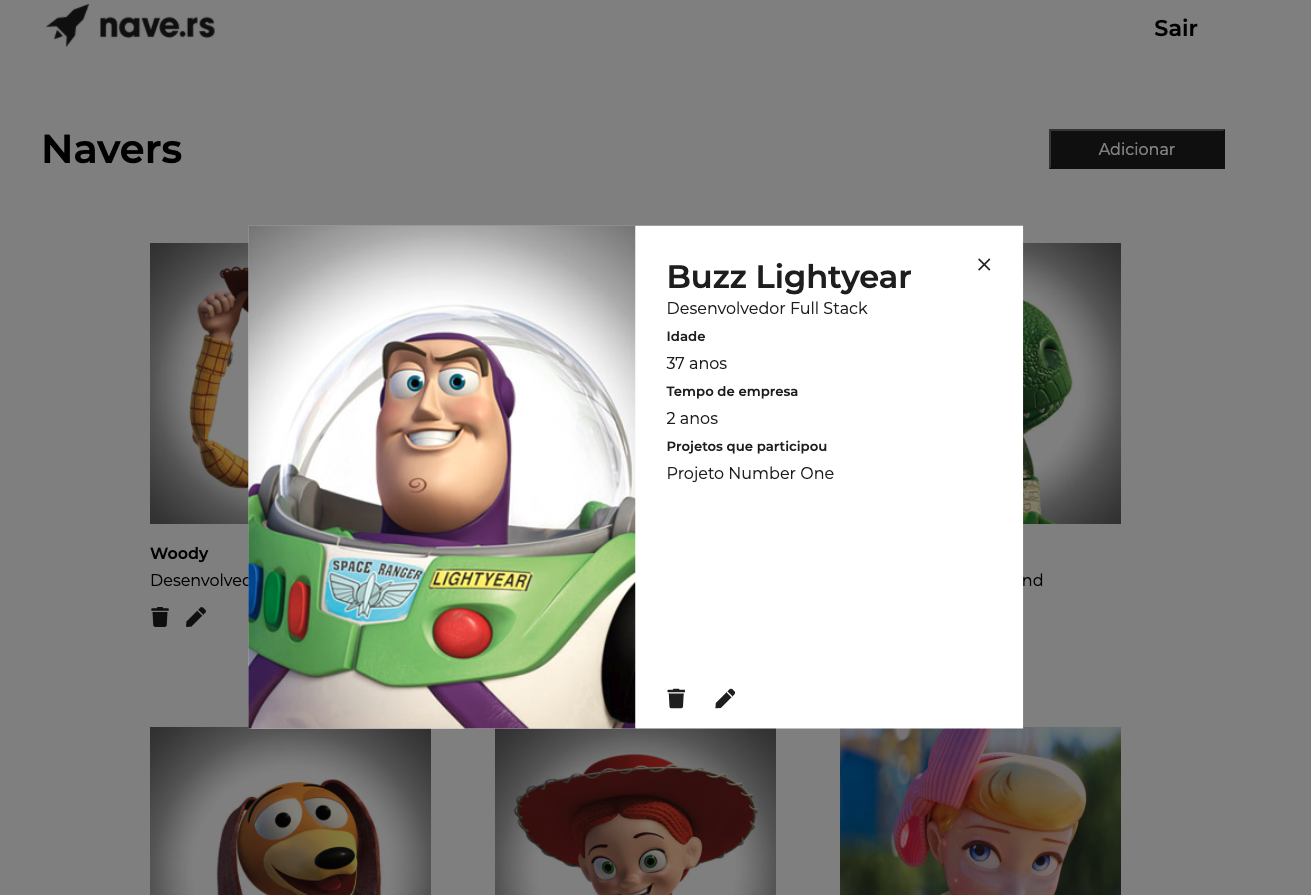 nave.rs
Sair
Navers
Adicionar
Buzz Lightyear
Desenvolvedor Full Stack
Idade
37 anos
Tempo de empresa
2 anos
Projetos que participou
Projeto Number One
SPACE RANGER
LIGHTYEAR
Woody
Desenvolved
nd